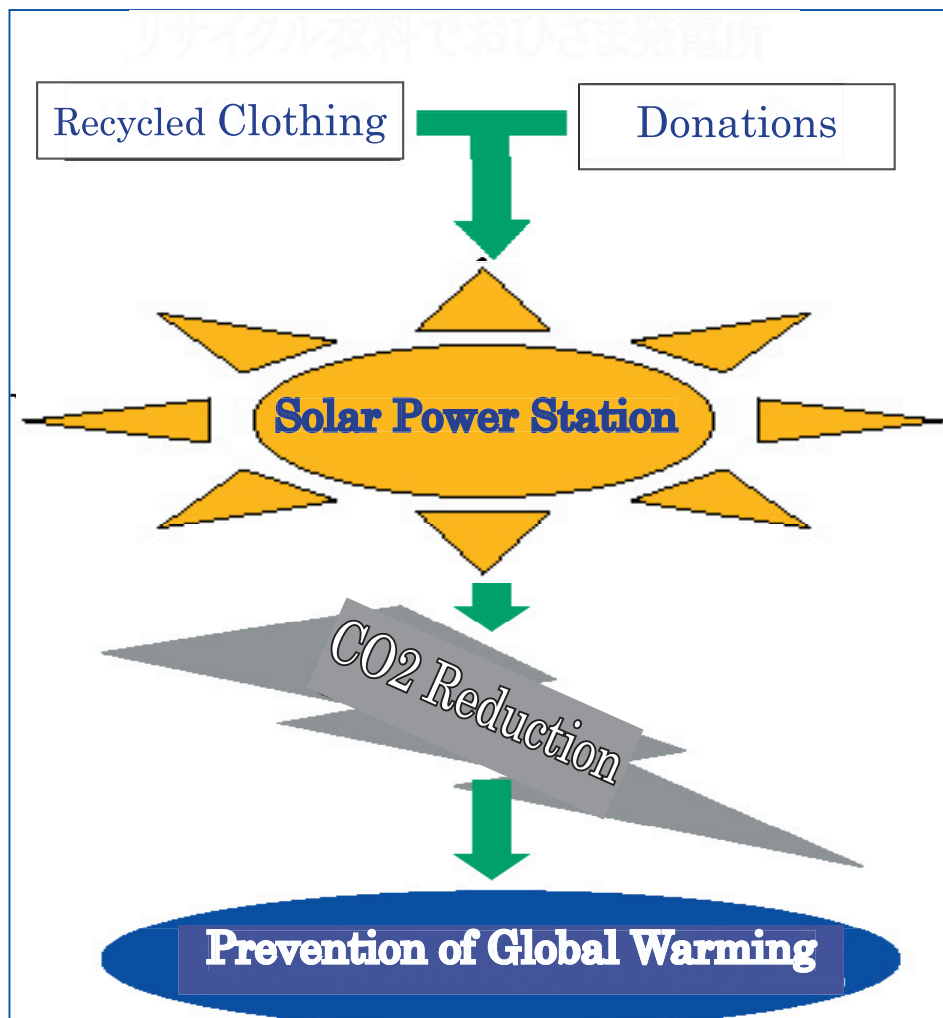 リサイクル衣料でおひさま発電所
Recycled Clothing
Donations
Solar Power Station
CO2 Reduction
Prevention of Global Warming